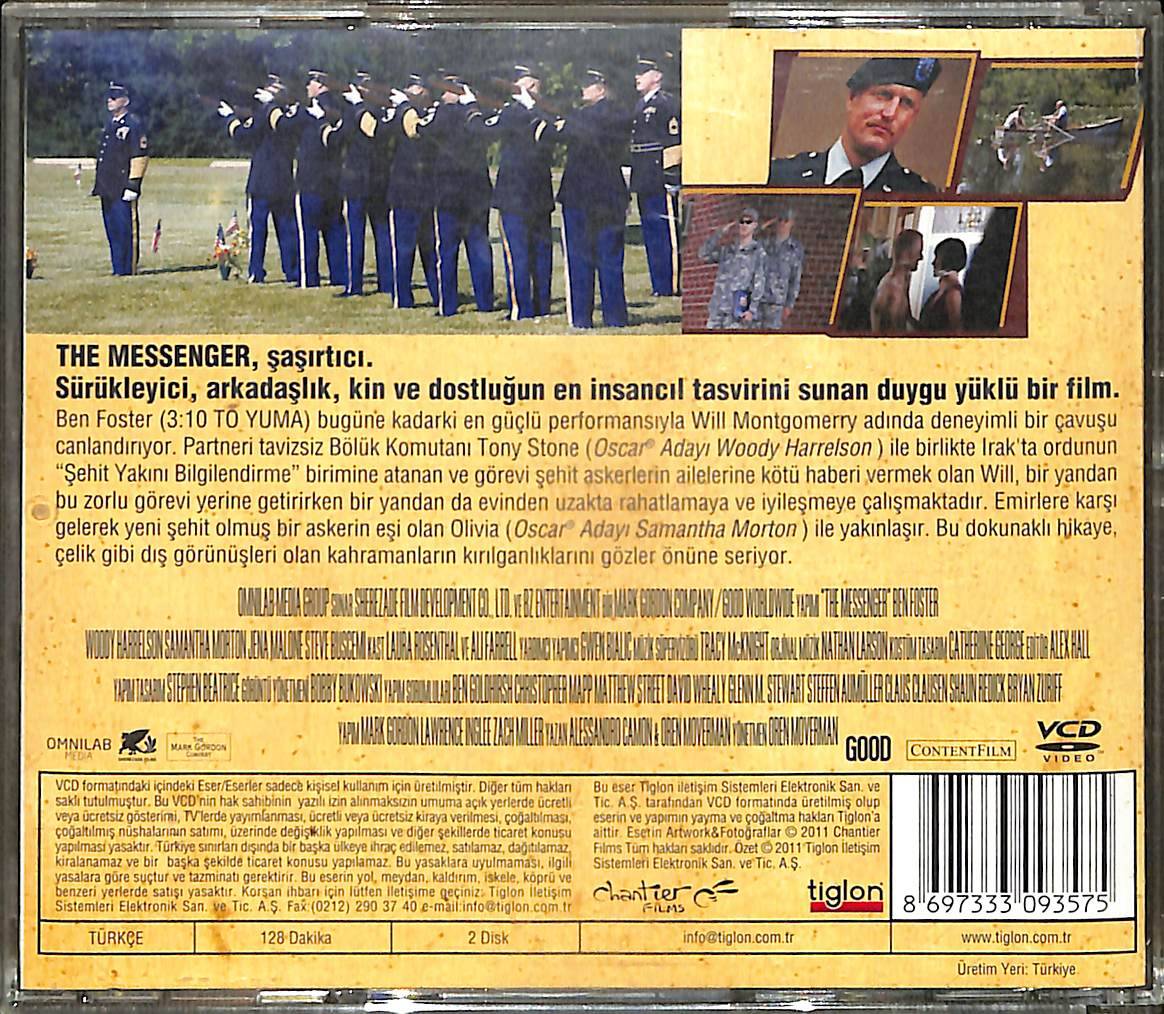 THE MESSENGER, şaşırtıcı.
Sürükleyici, arkadaşlık, kin ve dostluğun en insancıl tasvirini sunan duygu yüklü bir film.
Ben Foster (3:10 TO YUMA) bugüne kadarki en güçlü performansıyla Will Montgomerry adında deneyimli bir çavuşu
canlandırıyor. Partneri tavizsiz Bölük Komutanı Tony Stone (Oscar® Adayı Woody Harrelson ) ile birlikte Irak'ta ordunun
“Şehit Yakını Bilgilendirme” birimine atanan ve görevi şehit askerlerin ailelerine kötü haberi vermek olan Will, bir yandan
bu zorlu görevi yerine getirirken bir yandan da evinden uzakta rahatlamaya ve iyileşmeye çalışmaktadır. Emirlere karşı
gelerek yeni şehit olmuş bir askerin eşi olan Olivia (Oscar® Adayı Samantha Morton ) ile yakınlaşır. Bu dokunaklı hikaye,
çelik gibi dış görünüşleri olan kahramanların kırılganlıklarını gözler önüne seriyor.
OMNILAB MEDIA GROUP SUNAR SHEREZADE FILM DEVELOPMENT CO. LTD. VE BZ ENTERTAINMENT BİR MARK GORDON COMPANY / GOOD WORLDWIDE YAPIMI "THE MESSENGER" BEN FOSTER
WOODY HARRELSON SAMANTHA MORTON JENA MALONE STEVE BUSCEMI KAST LAURA ROSENTHAL VE ALI FARRELL YARDIMCI YAPIMCI GWEN BIALIC MÜZİK SÜPERVİZÖRÜ TRACY McKNIGHT ORJİNAL MÜZİK NATHAN LARSON KOSTÜM TASARIM CATHERINE GEORGE EDİTÖR ALEX HALL
YAPIM TASARIM STEPHEN BEATRICE GÖRÜNTÜ YÖNETMENİ BOBBY BUKOWSKI YAPIM SORUMLULARI BEN GOLDHIRSH CHRISTOPHER MAPP MATTHEW STREET DAVID WHEALY GLENN M. STEWART STEFFEN AUMÜLLER CLAUS CLAUSEN SHAUN REDICK BRYAN ZURIFF
YAPIM MARK GORDON LAWRENCE INGLEE ZACH MILLER YAZAN ALESSANDRO CAMON & OREN MOVERMAN YÖNETMEN OREN MOVERMAN
OMNILAB
MEDIA
THE
MARK GORDON
COMPANY
GOOD
CONTENTFILM
VCD
VIDEO
VCD formatındaki içindeki Eser/Eserler sadece kişisel kullanım için üretilmiştir. Diğer tüm hakları
saklı tutulmuştur. Bu VCD'nin hak sahibinin yazılı izin alınmaksızın umuma açık yerlerde ücretli
veya ücretsiz gösterimi, TV'lerde yayımlanması, ücretli veya ücretsiz kiraya verilmesi, çoğaltılması,
çoğaltılmış nüshalarının satımı, üzerinde değişiklik yapılması ve diğer şekillerde ticaret konusu
yapılması yasaktır. Türkiye sınırları dışında bir başka ülkeye ihraç edilemez, satılamaz, dağıtılamaz,
kiralanamaz ve bir başka şekilde ticaret konusu yapılamaz. Bu yasaklara uyulmaması, ilgili
yasalara göre suçtur ve tazminatı gerektirir. Bu eserin yol, meydan, kaldırım, iskele, köprü ve
benzeri yerlerde satışı yasaktır. Korsan ihbarı için lütfen iletişime geçiniz: Tiglon İletişim
Sistemleri Elektronik San. ve Tic. A.Ş. Fax:(0212) 290 37 40 e-mail:info@tiglon.com.tr
Bu eser Tiglon iletişim Sistemleri Elektronik San. ve
Tic. A.Ş. tarafından VCD formatında üretilmiş olup
eserin ve yapımın yayma ve çoğaltma hakları Tiglon'a
aittir. Eserin Artwork&Fotoğraflar © 2011 Chantier
Films Tüm hakları saklıdır. Özet © 2011 Tiglon İletişim
Sistemleri Elektronik San. ve Tic. A.Ş.
Chantier
FILMS
tiglon
8 697333 093575
TÜRKÇE
128 Dakika
2 Disk
info@tiglon.com.tr
www.tiglon.com.tr
Üretim Yeri: Türkiye